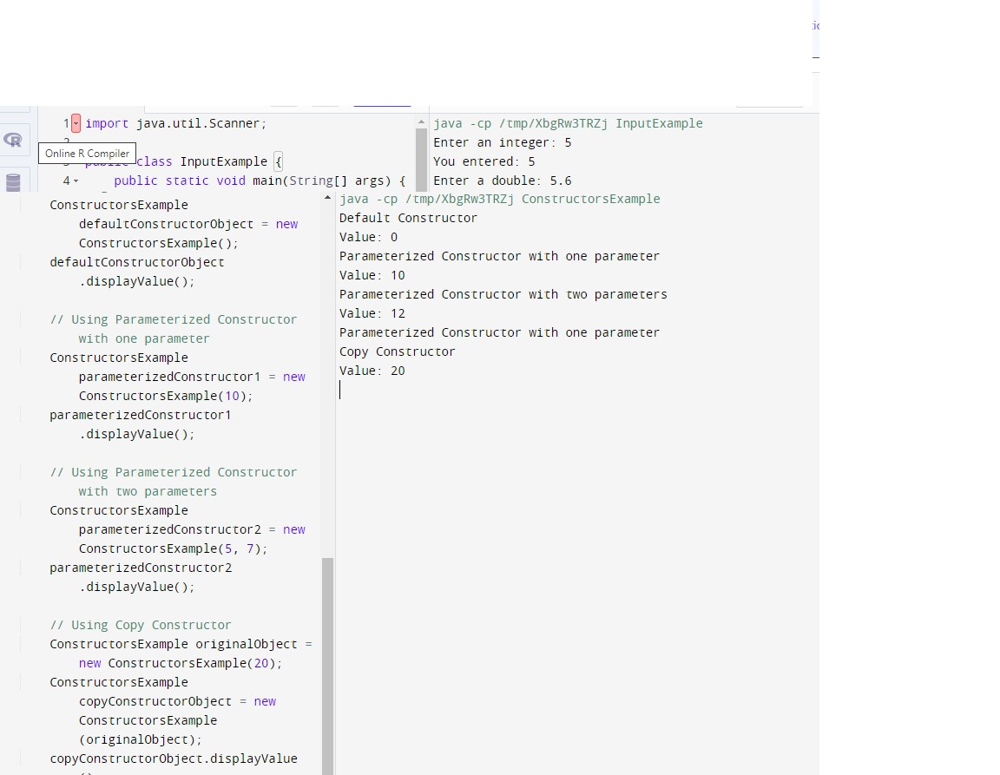 1 import java.util.Scanner;
Online R Compiler
class InputExample {
4 public static void main(String[] args) {
java -cp /tmp/XbgRw3TRZj InputExample
Enter an integer: 5
You entered: 5
Enter a double: 5.6
ConstructorsExample
defaultConstructorObject = new
ConstructorsExample();
defaultConstructorObject
.displayValue();
// Using Parameterized Constructor
with one parameter
ConstructorsExample
parameterizedConstructor1 = new
ConstructorsExample(10);
parameterizedConstructor1
.displayValue();
// Using Parameterized Constructor
with two parameters
ConstructorsExample
parameterizedConstructor2 = new
ConstructorsExample(5, 7);
parameterizedConstructor2
.displayValue();
// Using Copy Constructor
ConstructorsExample originalObject =
new ConstructorsExample(20);
ConstructorsExample
copyConstructorObject = new
ConstructorsExample
(originalObject);
copyConstructorObject.displayValue
java -cp /tmp/XbgRw3TRZj ConstructorsExample
Default Constructor
Value: 0
Parameterized Constructor with one parameter
Value: 10
Parameterized Constructor with two parameters
Value: 12
Parameterized Constructor with one parameter
Copy Constructor
Value: 20